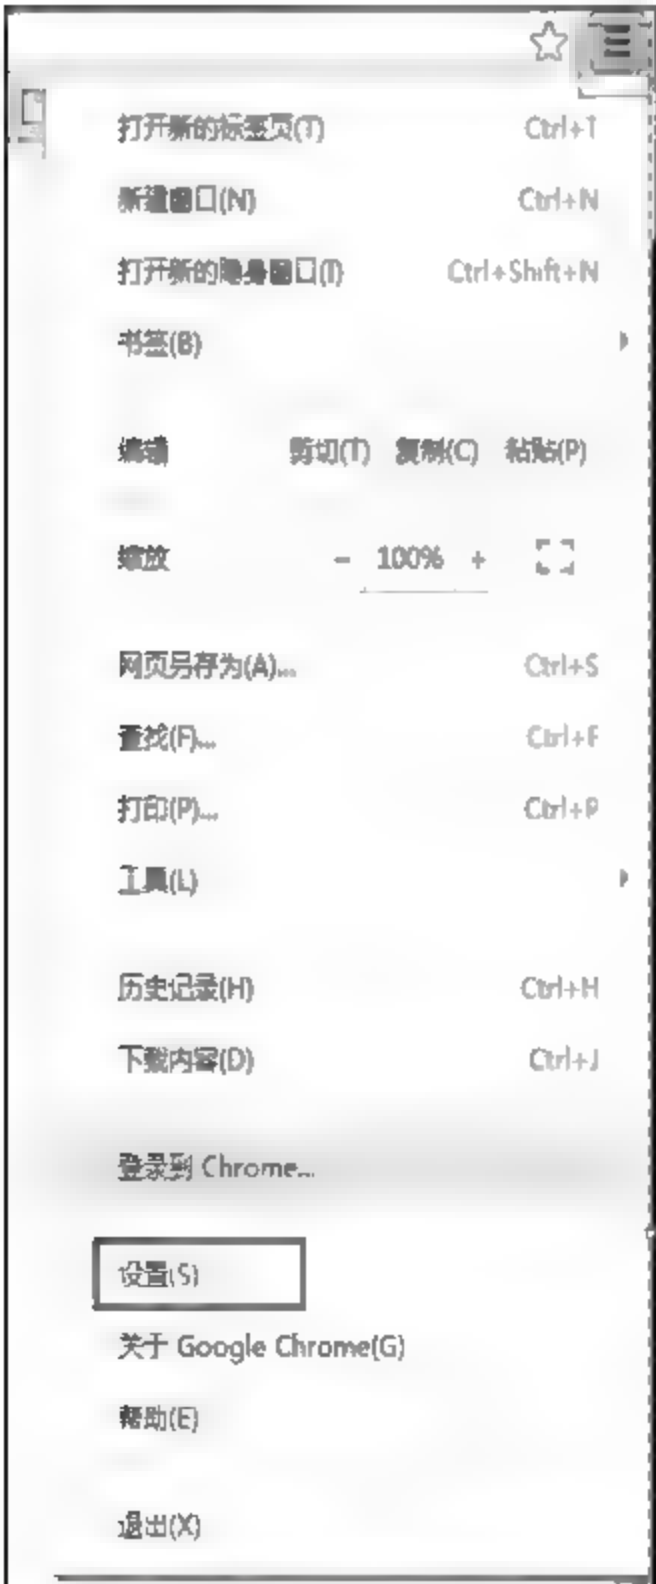 打开新的标签页(T) Ctrl+T
新建窗口(N) Ctrl+N
打开新的隐身窗口(I) Ctrl+Shift+N
书签(B)
编辑 剪切(T) 复制(C) 粘贴(P)
缩放 - 100% +
网页另存为(A)... Ctrl+S
查找(F)... Ctrl+F
打印(P)... Ctrl+P
工具(L)
历史记录(H) Ctrl+H
下载内容(D) Ctrl+J
登录到 Chrome...
设置(S)
关于 Google Chrome(G)
帮助(E)
退出(X)